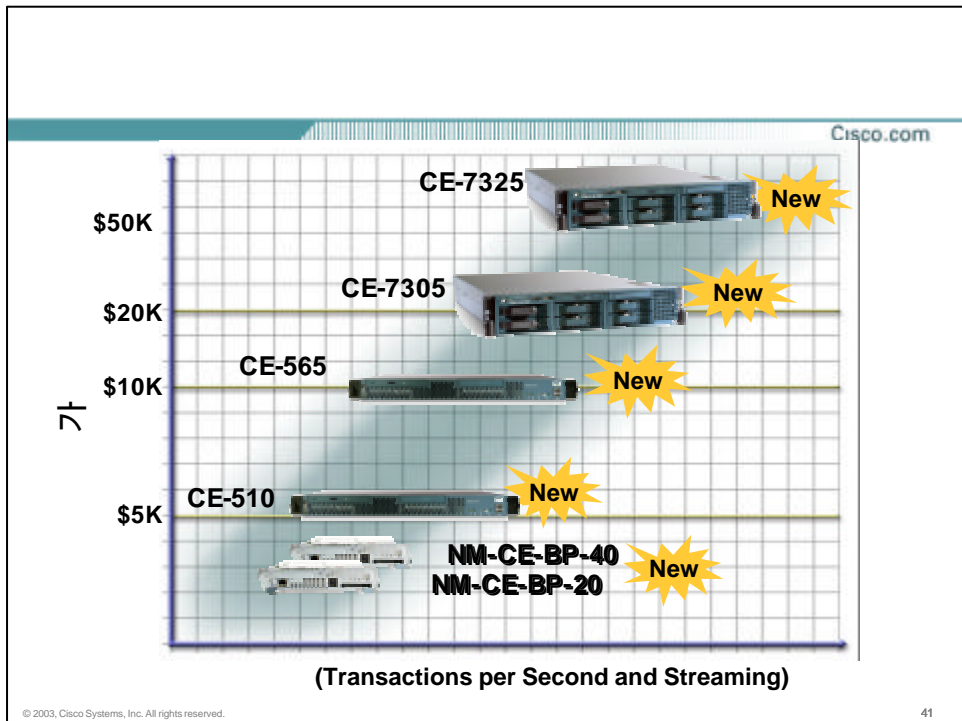 Cisco.com
CE-7325
New
$50K
CE-7305
New
$20K
CE-565
New
$10K
가
CE-510
New
$5K
NM-CE-BP-40
NM-CE-BP-20
New
(Transactions per Second and Streaming)
© 2003, Cisco Systems, Inc. All rights reserved.
41